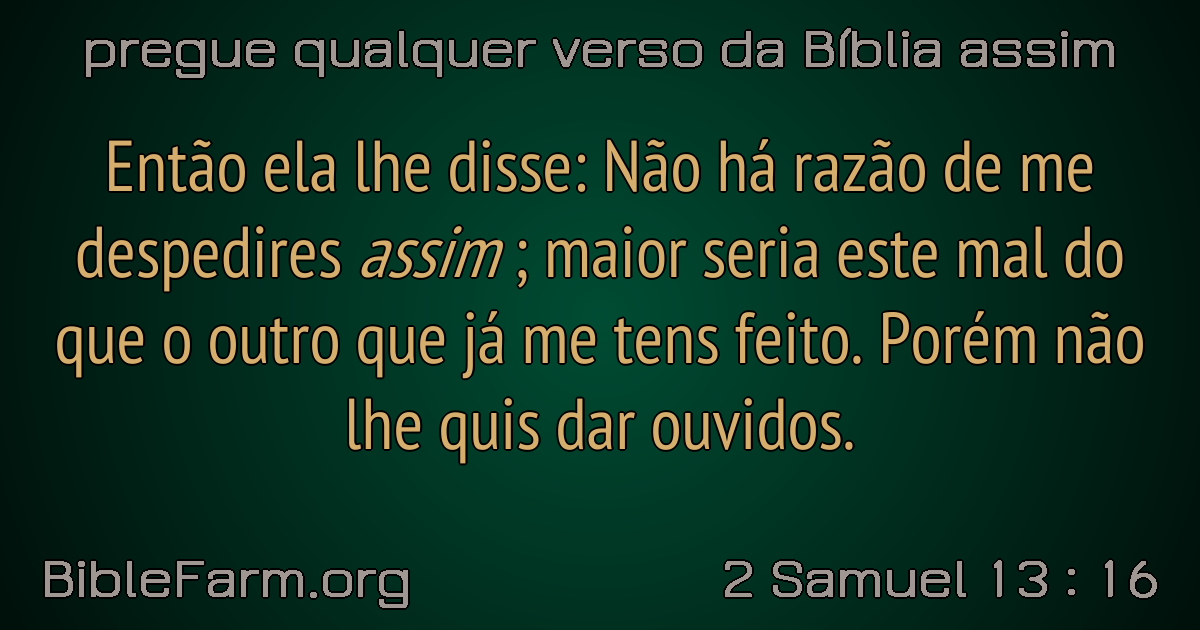 pregue qualquer verso da Bíblia assim
Então ela lhe disse: Não há razão de me
despedires assim ; maior seria este mal do
que o outro que já me tens feito. Porém não
lhe quis dar ouvidos.
BibleFarm.org
2 Samuel 13 : 16